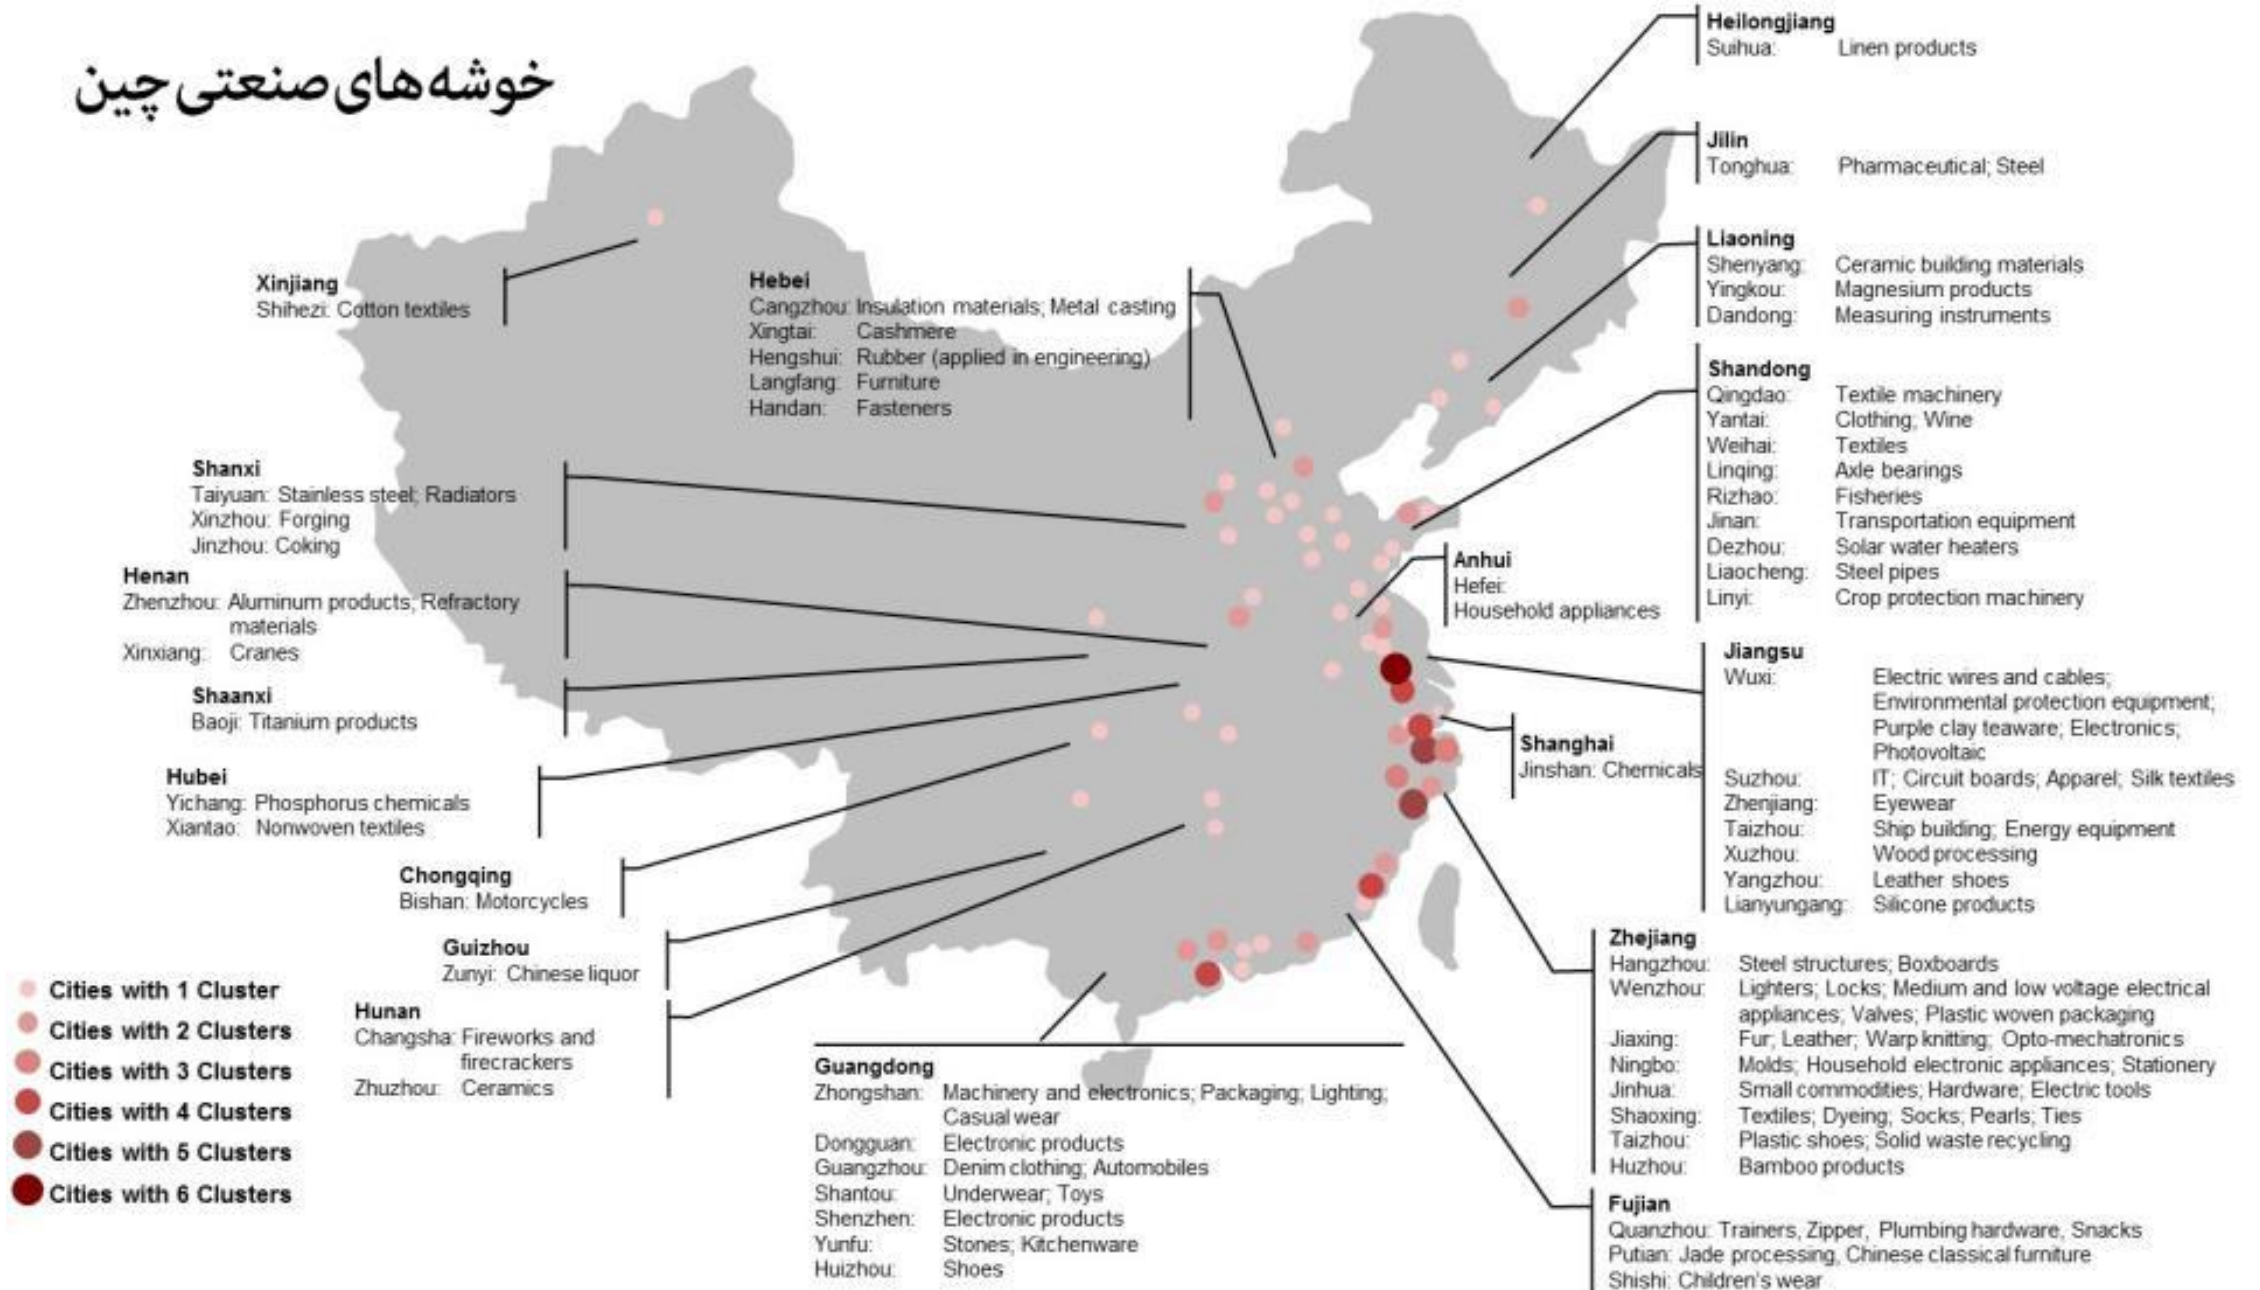 خوشه‌های صنعتی چین
Heilongjiang
Suihua: Linen products
Jilin
Tonghua: Pharmaceutical; Steel
Liaoning
Shenyang: Ceramic building materials
Yingkou: Magnesium products
Dandong: Measuring instruments
Shandong
Qingdao: Textile machinery
Yantai: Clothing; Wine
Weihai: Textiles
Linqing: Axle bearings
Rizhao: Fisheries
Jinan: Transportation equipment
Dezhou: Solar water heaters
Liaocheng: Steel pipes
Linyi: Crop protection machinery
Xinjiang
Shihezi: Cotton textiles
Hebei
Cangzhou: Insulation materials; Metal casting
Xingtai: Cashmere
Hengshui: Rubber (applied in engineering)
Langfang: Furniture
Handan: Fasteners
Shanxi
Taiyuan: Stainless steel; Radiators
Xinzhou: Forging
Jinzhou: Coking
Henan
Zhenzhou: Aluminum products; Refractory
materials
Xinxiang: Cranes
Shaanxi
Baoji: Titanium products
Hubei
Yichang: Phosphorus chemicals
Xiantao: Nonwoven textiles
Chongqing
Bishan: Motorcycles
Guizhou
Zunyi: Chinese liquor
Hunan
Changsha: Fireworks and
firecrackers
Zhuzhou: Ceramics
Anhui
Hefei:
Household appliances
Jiangsu
Wuxi: Electric wires and cables;
Environmental protection equipment;
Purple clay teaware; Electronics;
Photovoltaic
Suzhou: IT; Circuit boards; Apparel; Silk textiles
Zhenjiang: Eyewear
Taizhou: Ship building; Energy equipment
Xuzhou: Wood processing
Yangzhou: Leather shoes
Lianyungang: Silicone products
Shanghai
Jinshan: Chemicals
Zhejiang
Hangzhou: Steel structures; Boxboards
Wenzhou: Lighters; Locks; Medium and low voltage electrical
appliances; Valves; Plastic woven packaging
Jiaxing: Fur; Leather; Warp knitting; Opto-mechatronics
Ningbo: Molds; Household electronic appliances; Stationery
Jinhua: Small commodities; Hardware; Electric tools
Shaoxing: Textiles; Dyeing; Socks; Pearls; Ties
Taizhou: Plastic shoes; Solid waste recycling
Huzhou: Bamboo products
Fujian
Quanzhou: Trainers, Zipper, Plumbing hardware, Snacks
Putian: Jade processing, Chinese classical furniture
Shishi: Children's wear
Guangdong
Zhongshan: Machinery and electronics; Packaging; Lighting;
Casual wear
Dongguan: Electronic products
Guangzhou: Denim clothing; Automobiles
Shantou: Underwear; Toys
Shenzhen: Electronic products
Yunfu: Stones; Kitchenware
Huizhou: Shoes
Cities with 1 Cluster
Cities with 2 Clusters
Cities with 3 Clusters
Cities with 4 Clusters
Cities with 5 Clusters
Cities with 6 Clusters